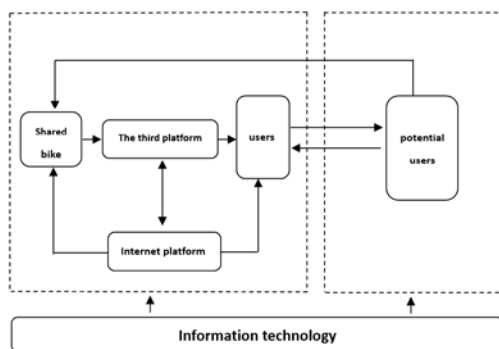 Shared
bike
The third platform
users
potential
users
Internet platform
Information technology